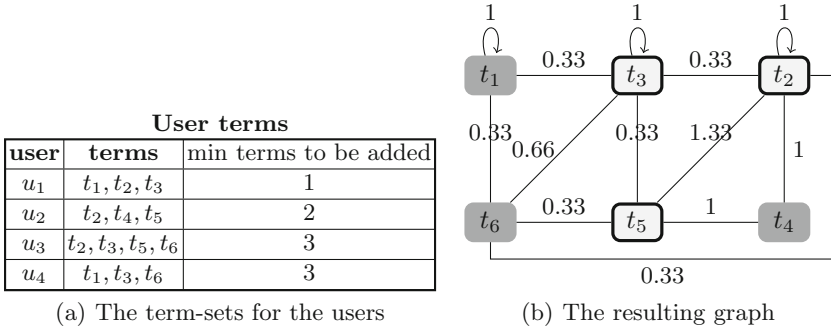 User terms
user terms min terms to be added
u1 t1, t2, t3 1
u2 t2, t4, t5 2
u3 t2, t3, t5, t6 3
u4 t1, t3, t6 3
(a) The term-sets for the users
1 1 1
t1 0.33 t3 0.33 t2
0.33 0.66 0.33 1.33 1
t6 0.33 t5 1 t4
0.33
(b) The resulting graph